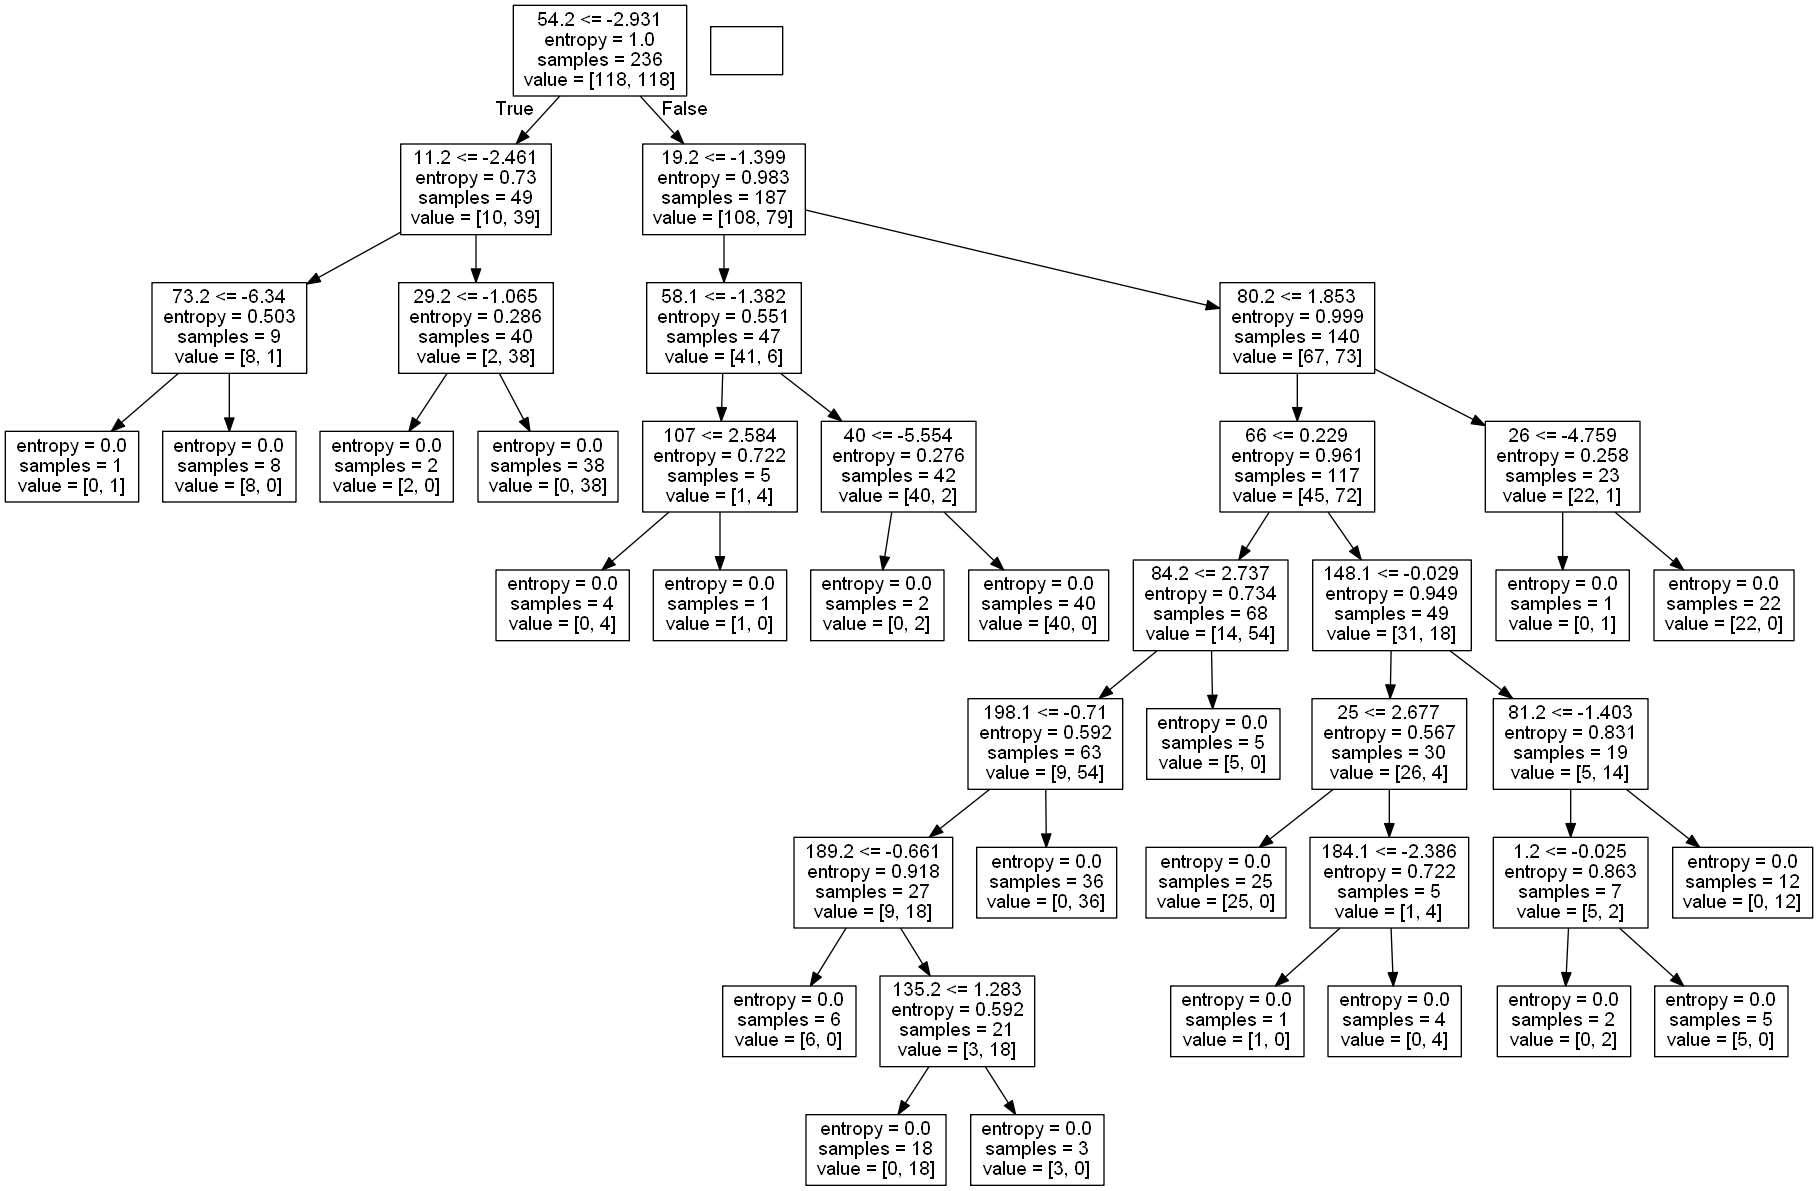 54.2 <= -2.931
entropy = 1.0
samples = 236
value = [118, 118]
True
False
11.2 <= -2.461
entropy = 0.73
samples = 49
value = [10, 39]
19.2 <= -1.399
entropy = 0.983
samples = 187
value = [108, 79]
73.2 <= -6.34
entropy = 0.503
samples = 9
value = [8, 1]
29.2 <= -1.065
entropy = 0.286
samples = 40
value = [2, 38]
58.1 <= -1.382
entropy = 0.551
samples = 47
value = [41, 6]
80.2 <= 1.853
entropy = 0.999
samples = 140
value = [67, 73]
entropy = 0.0
samples = 1
value = [0, 1]
entropy = 0.0
samples = 8
value = [8, 0]
entropy = 0.0
samples = 2
value = [2, 0]
entropy = 0.0
samples = 38
value = [0, 38]
107 <= 2.584
entropy = 0.722
samples = 5
value = [1, 4]
40 <= -5.554
entropy = 0.276
samples = 42
value = [40, 2]
66 <= 0.229
entropy = 0.961
samples = 117
value = [45, 72]
26 <= -4.759
entropy = 0.258
samples = 23
value = [22, 1]
entropy = 0.0
samples = 4
value = [0, 4]
entropy = 0.0
samples = 1
value = [1, 0]
entropy = 0.0
samples = 2
value = [0, 2]
entropy = 0.0
samples = 40
value = [40, 0]
84.2 <= 2.737
entropy = 0.734
samples = 68
value = [14, 54]
148.1 <= -0.029
entropy = 0.949
samples = 49
value = [31, 18]
entropy = 0.0
samples = 1
value = [0, 1]
entropy = 0.0
samples = 22
value = [22, 0]
198.1 <= -0.71
entropy = 0.592
samples = 63
value = [9, 54]
entropy = 0.0
samples = 5
value = [5, 0]
25 <= 2.677
entropy = 0.567
samples = 30
value = [26, 4]
81.2 <= -1.403
entropy = 0.831
samples = 19
value = [5, 14]
189.2 <= -0.661
entropy = 0.918
samples = 27
value = [9, 18]
entropy = 0.0
samples = 36
value = [0, 36]
entropy = 0.0
samples = 25
value = [25, 0]
184.1 <= -2.386
entropy = 0.722
samples = 5
value = [1, 4]
1.2 <= -0.025
entropy = 0.863
samples = 7
value = [5, 2]
entropy = 0.0
samples = 12
value = [0, 12]
entropy = 0.0
samples = 6
value = [6, 0]
135.2 <= 1.283
entropy = 0.592
samples = 21
value = [3, 18]
entropy = 0.0
samples = 1
value = [1, 0]
entropy = 0.0
samples = 4
value = [0, 4]
entropy = 0.0
samples = 2
value = [0, 2]
entropy = 0.0
samples = 5
value = [5, 0]
entropy = 0.0
samples = 18
value = [0, 18]
entropy = 0.0
samples = 3
value = [3, 0]